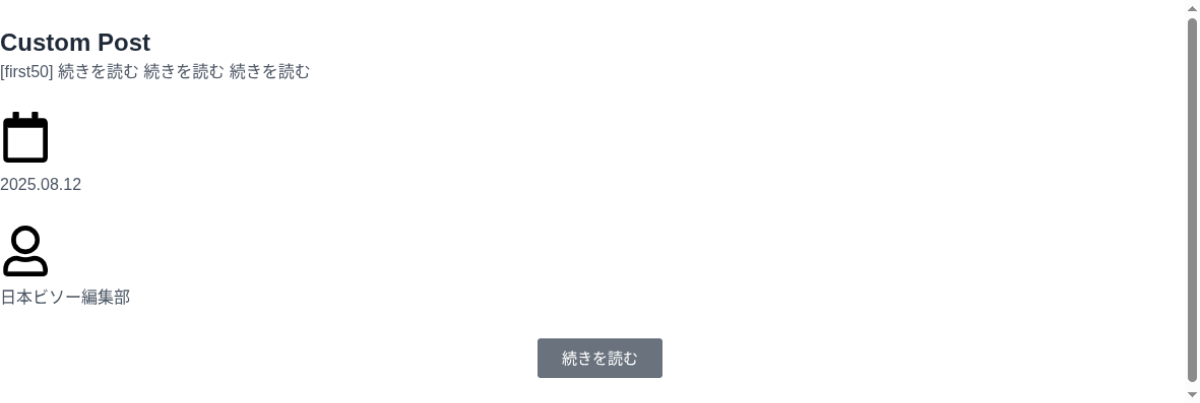 Custom Post
[first50] 続きを読む 続きを読む 続きを読む
2025.08.12
日本ビソー編集部
続きを読む